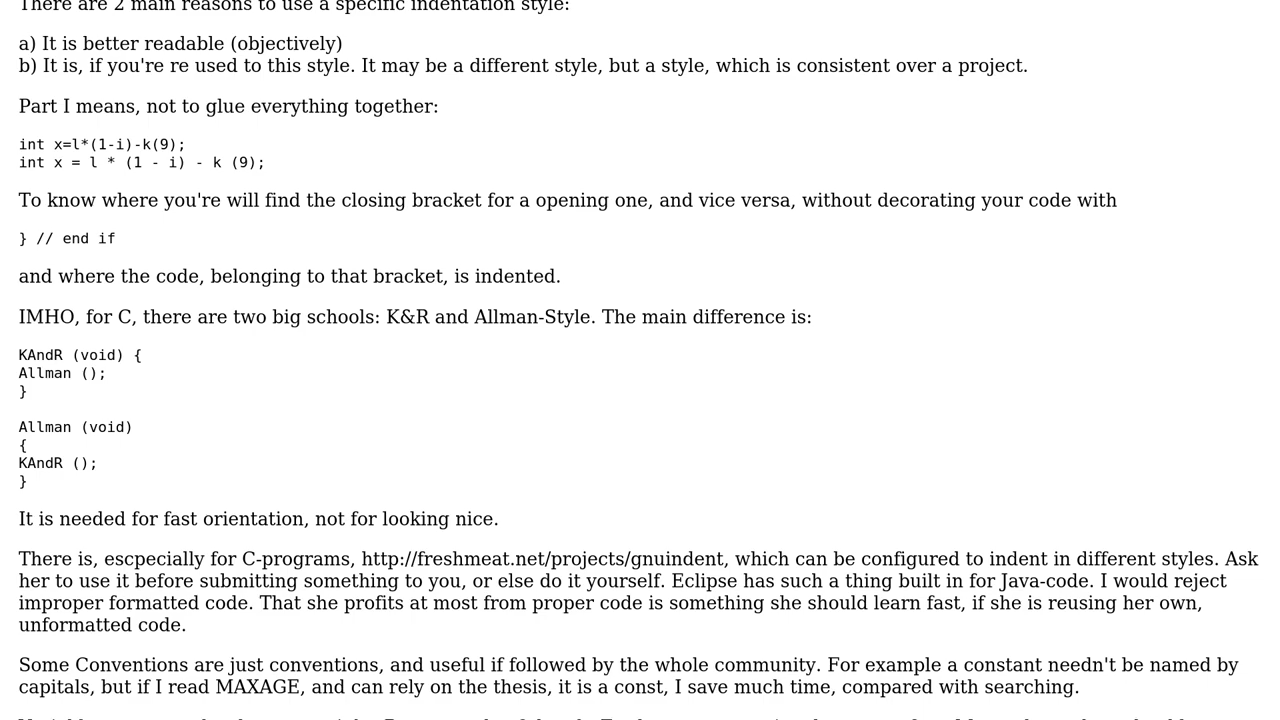 There are 2 main reasons to use a specific indentation style:
a) It is better readable (objectively)
b) It is, if you're re used to this style. It may be a different style, but a style, which is consistent over a project.
Part I means, not to glue everything together:
int x=l*(1-i)-k(9);
int x = l * (1 - i) - k (9);
To know where you're will find the closing bracket for a opening one, and vice versa, without decorating your code with
} // end if
and where the code, belonging to that bracket, is indented.
IMHO, for C, there are two big schools: K&R and Allman-Style. The main difference is:
KAndR (void) {
Allman ();
}
Allman (void)
{
KAndR ();
}
It is needed for fast orientation, not for looking nice.
There is, escpecially for C-programs, http://freshmeat.net/projects/gnuindent, which can be configured to indent in different styles. Ask
her to use it before submitting something to you, or else do it yourself. Eclipse has such a thing built in for Java-code. I would reject
improper formatted code. That she profits at most from proper code is something she should learn fast, if she is reusing her own,
unformatted code.
Some Conventions are just conventions, and useful if followed by the whole community. For example a constant needn't be named by
capitals, but if I read MAXAGE, and can rely on the thesis, it is a const, I save much time, compared with searching.